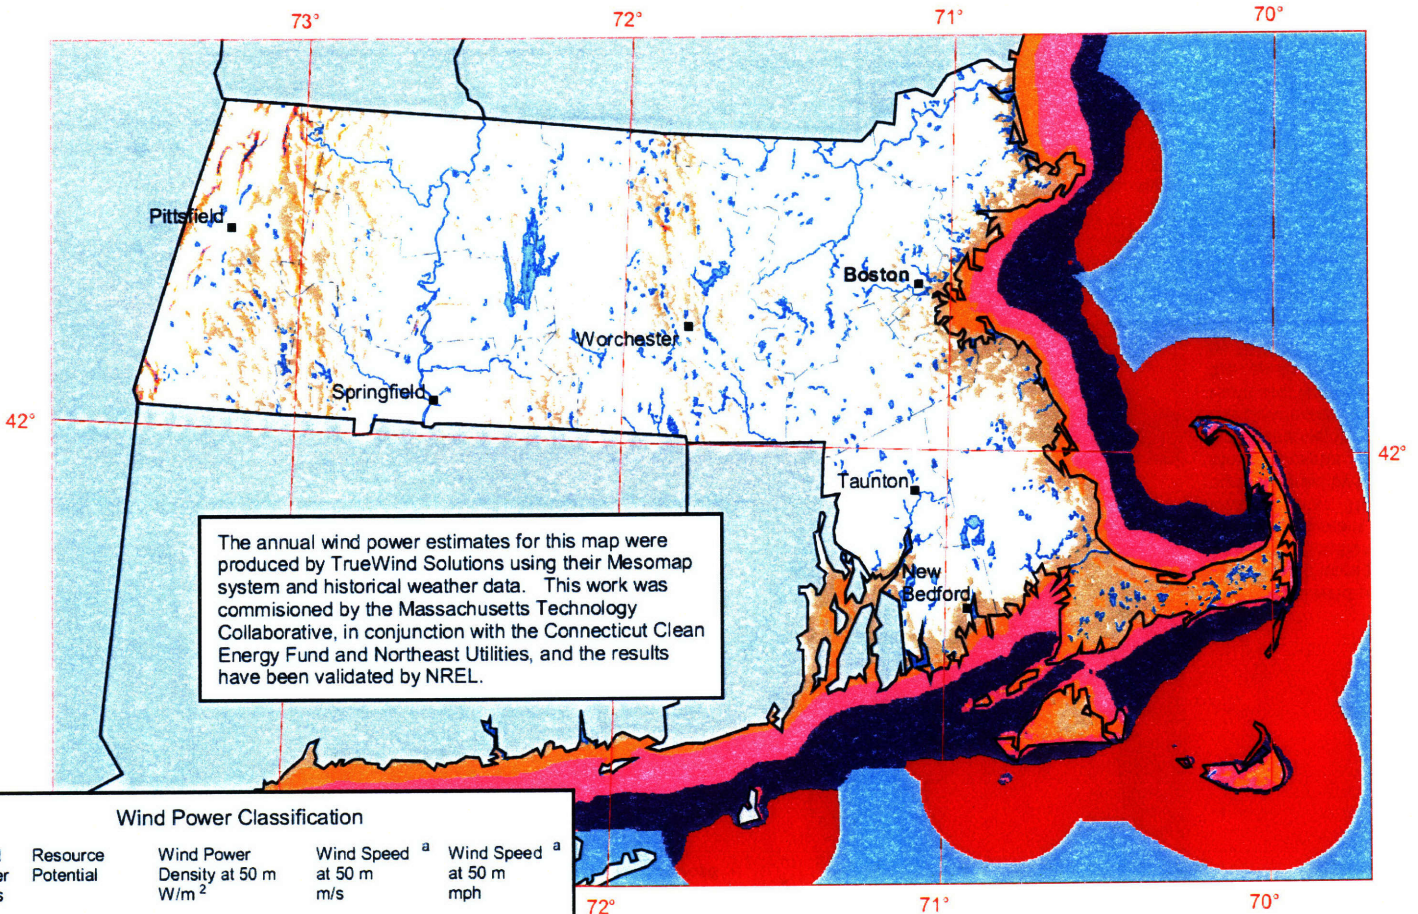 73° 72° 71° 70°
Pittsfield
Boston
Worchester
Springfield
42° 42°
Taunton
The annual wind power estimates for this map were
produced by TrueWind Solutions using their Mesomap
system and historical weather data. This work was
commisioned by the Massachusetts Technology
Collaborative, in conjunction with the Connecticut Clean
Energy Fund and Northeast Utilities, and the results
have been validated by NREL.
New
Bedford
Wind Power Classification
Resource Wind Power Wind Speed a Wind Speed a
Potential Density at 50 m at 50 m at 50 m
W/m 2 m/s mph
72° 71° 70°